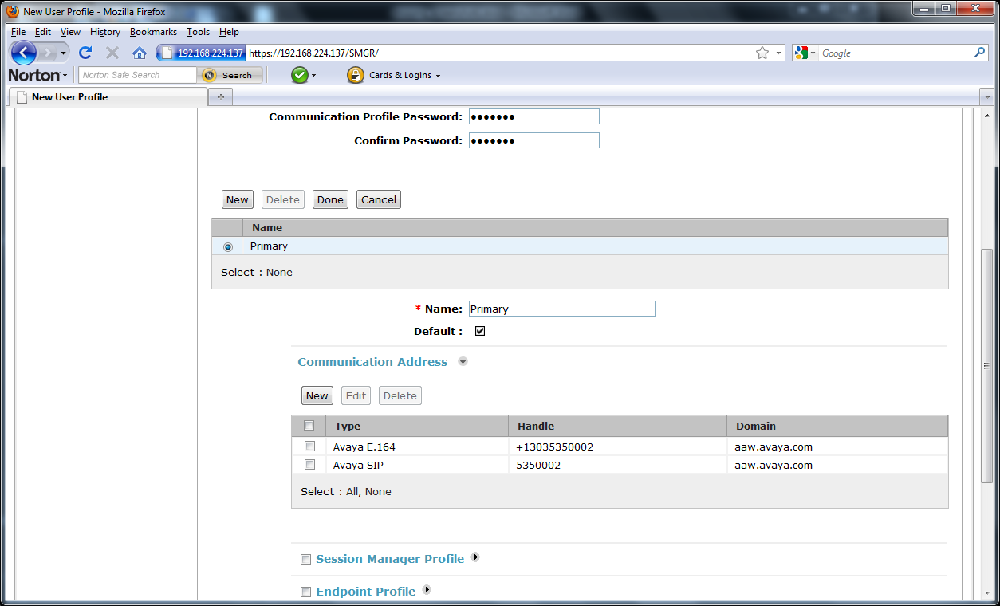 New User Profile - Mozilla Firefox
File Edit View History Bookmarks Tools Help
192.168.224.137 https://192.168.224.137/SMGR/ Google
Norton Norton Safe Search Search Cards & Logins
New User Profile
Communication Profile Password: •••••••
Confirm Password: •••••••
New Delete Done Cancel
Name
Primary
Select : None
* Name: Primary
Default :
Communication Address
New Edit Delete
Type Handle Domain
Avaya E.164 +13035350002 aaw.avaya.com
Avaya SIP 5350002 aaw.avaya.com
Select : All, None
Session Manager Profile
Endpoint Profile